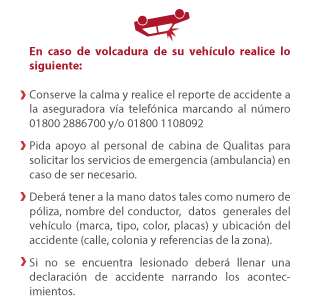 En caso de volcadura de su vehículo realice lo
siguiente:
Conserve la calma y realice el reporte de accidente a
la aseguradora vía telefónica marcando al número
01800 2886700 y/o 01800 1108092
Pida apoyo al personal de cabina de Qualitas para
solicitar los servicios de emergencia (ambulancia) en
caso de ser necesario.
Deberá tener a la mano datos tales como numero de
póliza, nombre del conductor, datos generales del
vehículo (marca, tipo, color, placas) y ubicación del
accidente (calle, colonia y referencias de la zona).
Si no se encuentra lesionado deberá llenar una
declaración de accidente narrando los acontec-
imientos.